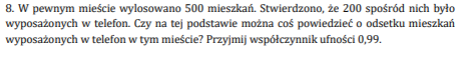 8. W pewnym mieście wylosowano 500 mieszkań. Stwierdzono, że 200 spośród nich było
wyposażonych w telefon. Czy na tej podstawie można coś powiedzieć o odsetku mieszkań
wyposażonych w telefon w tym mieście? Przyjmij współczynnik ufności 0,99.